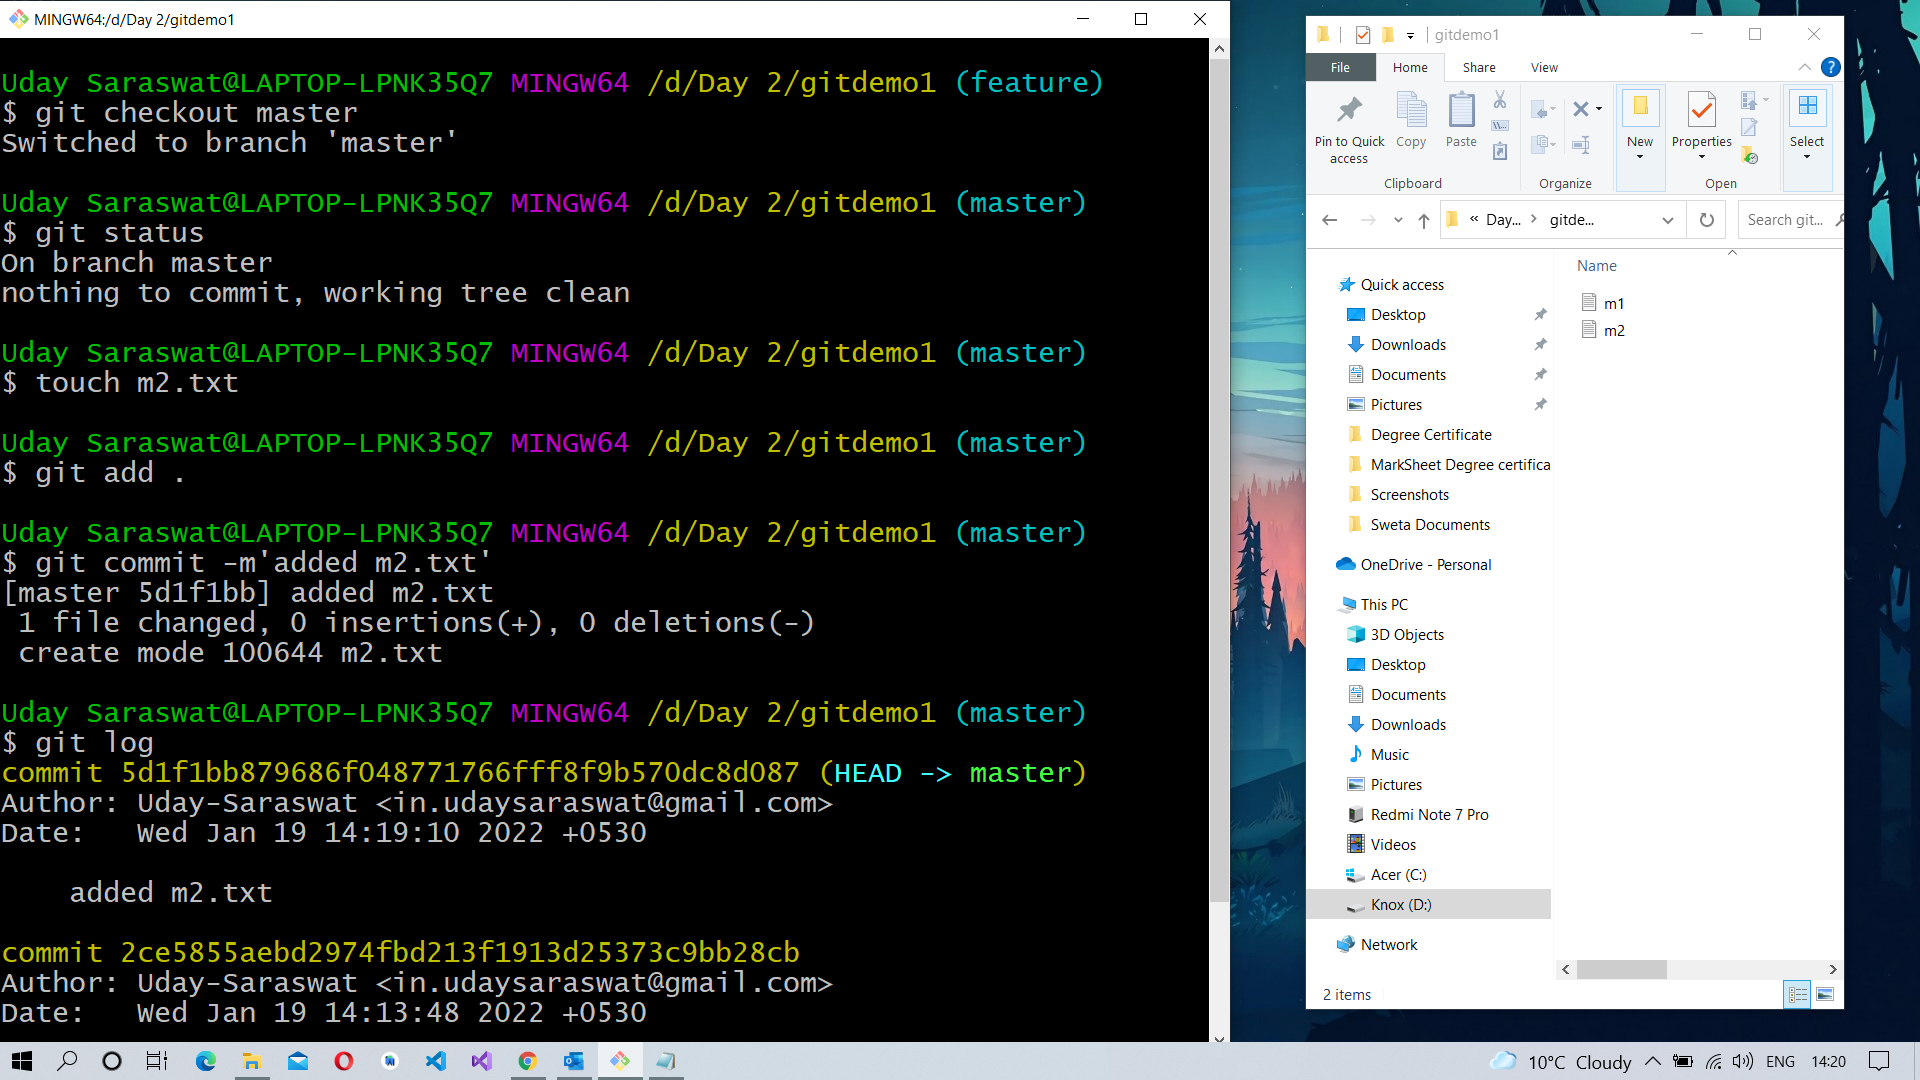 MINGW64:/d/Day 2/gitdemo1
Uday Saraswat@LAPTOP-LPNK35Q7 MINGW64 /d/Day 2/gitdemo1 (feature)
$ git checkout master
Switched to branch 'master'
Uday Saraswat@LAPTOP-LPNK35Q7 MINGW64 /d/Day 2/gitdemo1 (master)
$ git status
On branch master
nothing to commit, working tree clean
Uday Saraswat@LAPTOP-LPNK35Q7 MINGW64 /d/Day 2/gitdemo1 (master)
$ touch m2.txt
Uday Saraswat@LAPTOP-LPNK35Q7 MINGW64 /d/Day 2/gitdemo1 (master)
$ git add .
Uday Saraswat@LAPTOP-LPNK35Q7 MINGW64 /d/Day 2/gitdemo1 (master)
$ git commit -m'added m2.txt'
[master 5d1f1bb] added m2.txt
1 file changed, 0 insertions(+), 0 deletions(-)
create mode 100644 m2.txt
Uday Saraswat@LAPTOP-LPNK35Q7 MINGW64 /d/Day 2/gitdemo1 (master)
$ git log
commit 5d1f1bb879686f048771766fff8f9b570dc8d087 (HEAD -> master)
Author: Uday-Saraswat <in.udaysaraswat@gmail.com>
Date:   Wed Jan 19 14:19:10 2022 +0530
added m2.txt
commit 2ce5855aebd2974fbd213f1913d25373c9bb28cb
Author: Uday-Saraswat <in.udaysaraswat@gmail.com>
Date:   Wed Jan 19 14:13:48 2022 +0530
gitdemo1
File Home Share View
Pin to Quick access
Copy
Paste
New
Properties
Select
Clipboard Organize Open
« Day... > gitde...
Search git...
Name
m1
m2
Quick access
Desktop
Downloads
Documents
Pictures
Degree Certificate
MarkSheet Degree certifica
Screenshots
Sweta Documents
OneDrive - Personal
This PC
3D Objects
Desktop
Documents
Downloads
Music
Pictures
Redmi Note 7 Pro
Videos
Acer (C:)
Knox (D:)
Network
2 items
10°C Cloudy
ENG
14:20